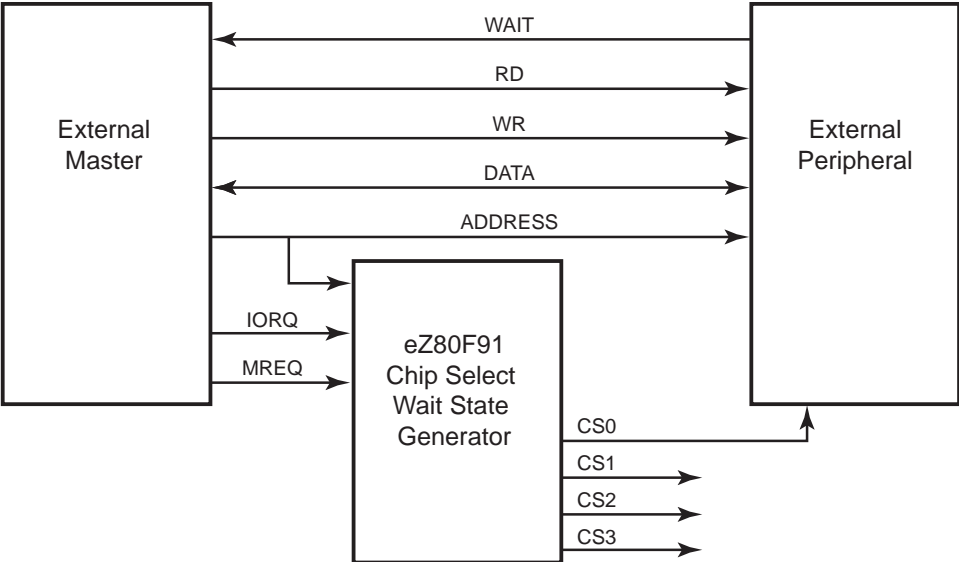 WAIT
RD
WR
DATA
ADDRESS
External
Master
External
Peripheral
IORQ
MREQ
eZ80F91
Chip Select
Wait State
Generator
CS0
CS1
CS2
CS3